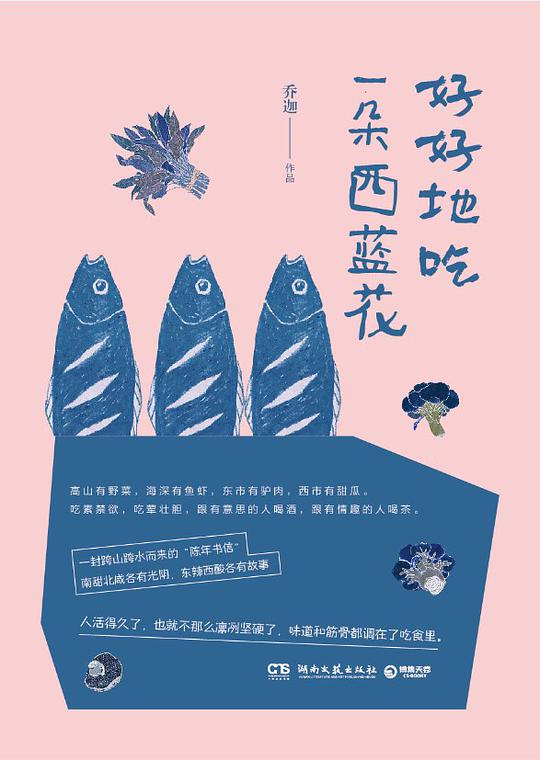 好好地吃
一朵西蓝花
乔迦——作品
高山有野菜，海深有鱼虾，东市有驴肉，西市有甜瓜。
吃素禁欲，吃荤壮胆，跟有意思的人喝酒，跟有情趣的人喝茶。
一封跨山跨水而来的“陈年书信”
南甜北咸各有光阴，东辣西酸各有故事
人活得久了，也就不那么凛冽坚硬了，味道和筋骨都调在了吃食里。
湖南文艺出版社
博集天卷
CS-BOOKY